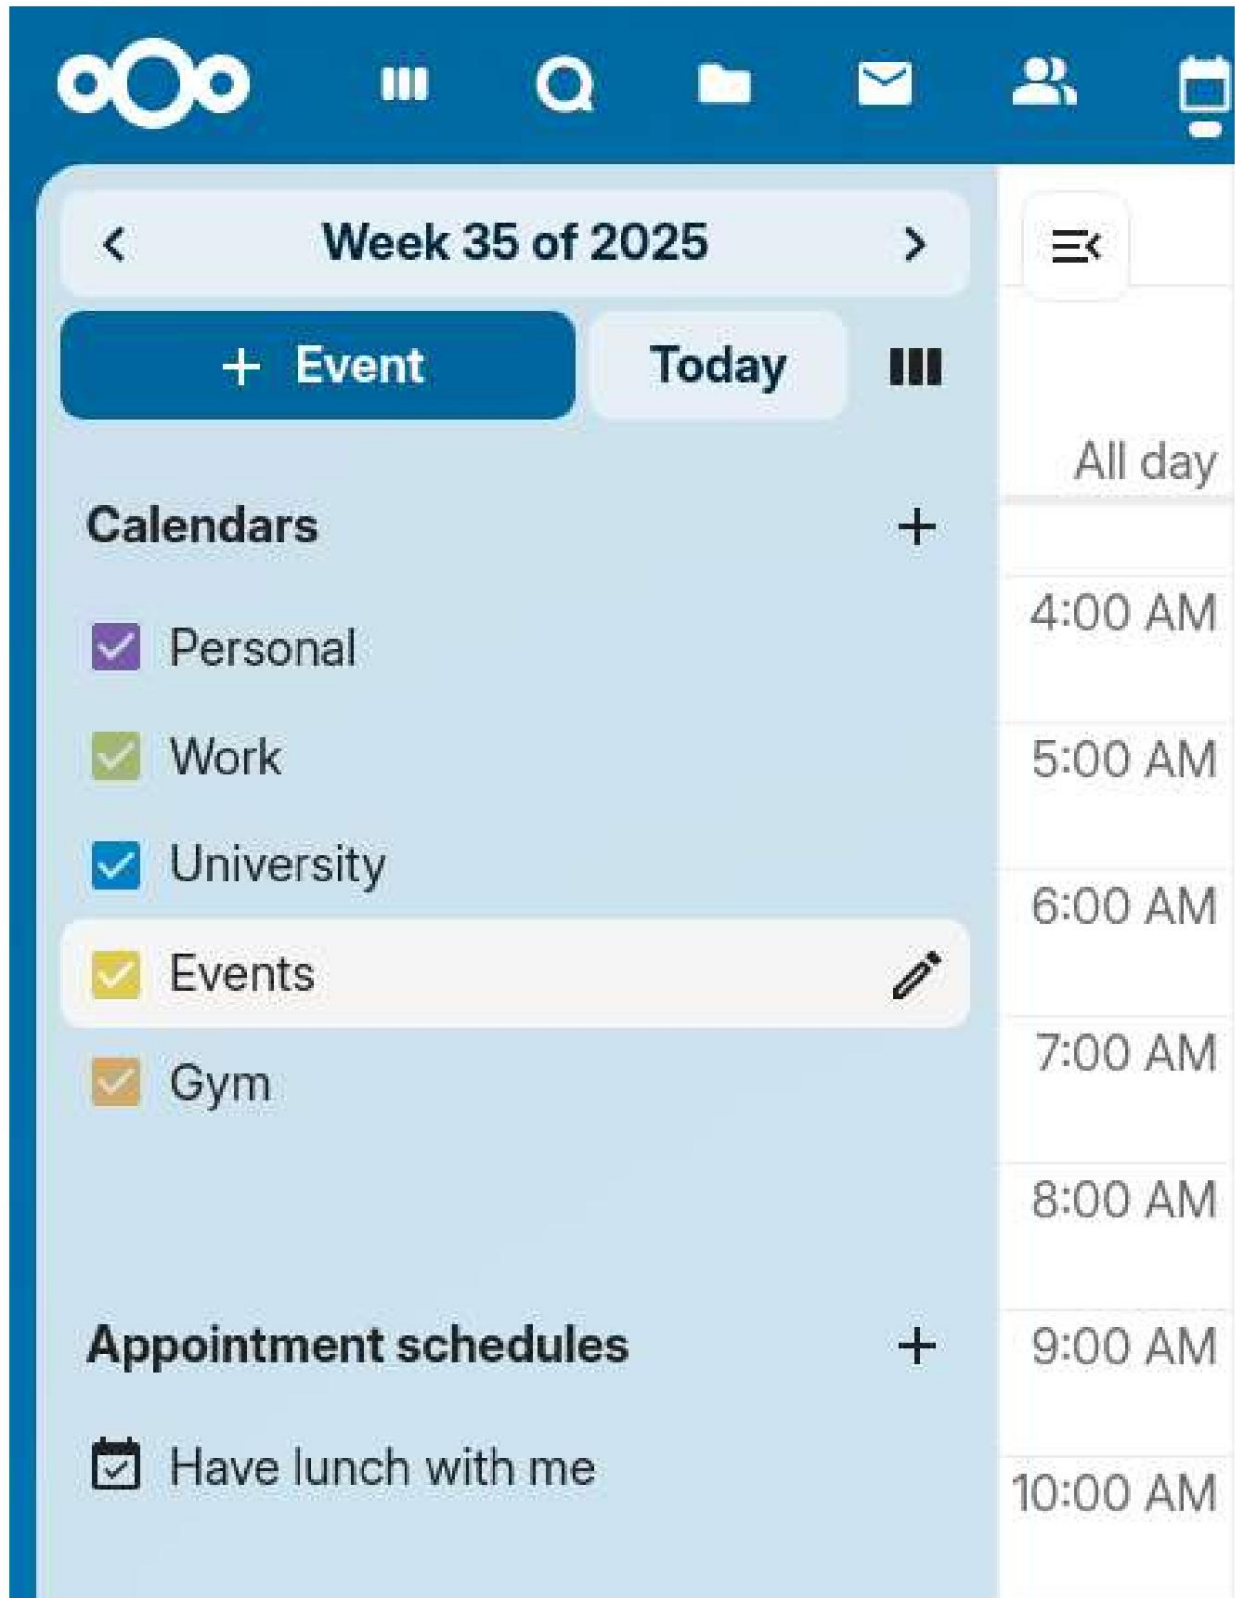 Week 35 of 2025
+ Event
Today
All day
Calendars
Personal
Work
University
Events
Gym
Appointment schedules
Have lunch with me
4:00 AM
5:00 AM
6:00 AM
7:00 AM
8:00 AM
9:00 AM
10:00 AM